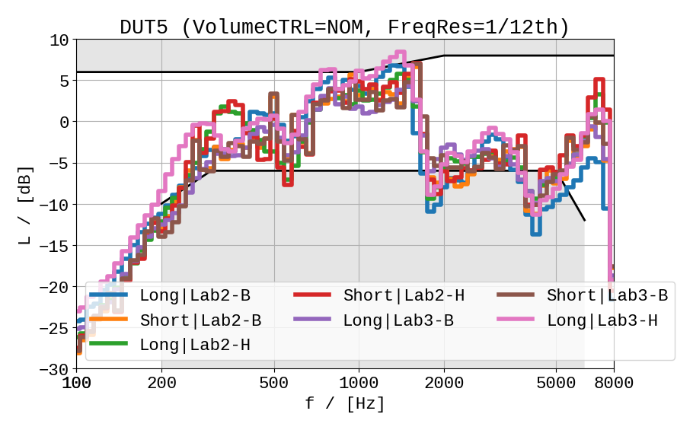 DUT5 (VolumeCTRL=NOM, FreqRes=1/12th)
10
5
0
−5
−10
−15
−20
−25
−30
L / [dB]
Long|Lab2-B Short|Lab2-H Short|Lab3-B
Short|Lab2-B Long|Lab3-B Long|Lab3-H
Long|Lab2-H
100 200 500 1000 2000 5000 8000
f / [Hz]